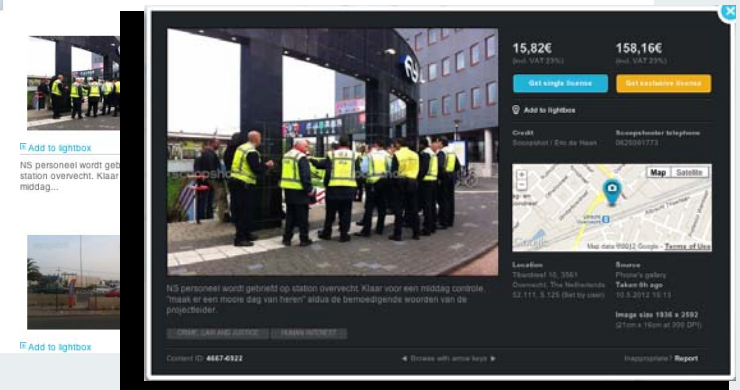 Add to lightbox
NS personeel wordt geb
station overvecht. Klaar
middag...
Add to lightbox
NS personeel wordt gebriefd op station overvecht. Klaar voor een middag controle.
"maak er een mooie dag van heren" aldus de bemoedigende woorden van de
projectleider.
CRIME, LAW AND JUSTICE
HUMAN INTEREST
Content ID: 4667-6922
Browse with arrow keys
Inappropriate? Report
15,82€
158,16€
(incl. VAT 23%)
(incl. VAT 23%)
Get single license
Get exclusive license
Add to lightbox
Credit
Scoopshot / Eric de Haan
Scoopshooter telephone
Map
Satellite
Map data ©2012 Google - Terms of Use
Location
3561
Overvecht, The Netherlands
52.111, 5.125 (Set by user)
Source
Phone's gallery
Taken 6h ago
10.5.2012 15:13
Image size 1936 x 2592
(21cm x 16cm at 300 DPI)